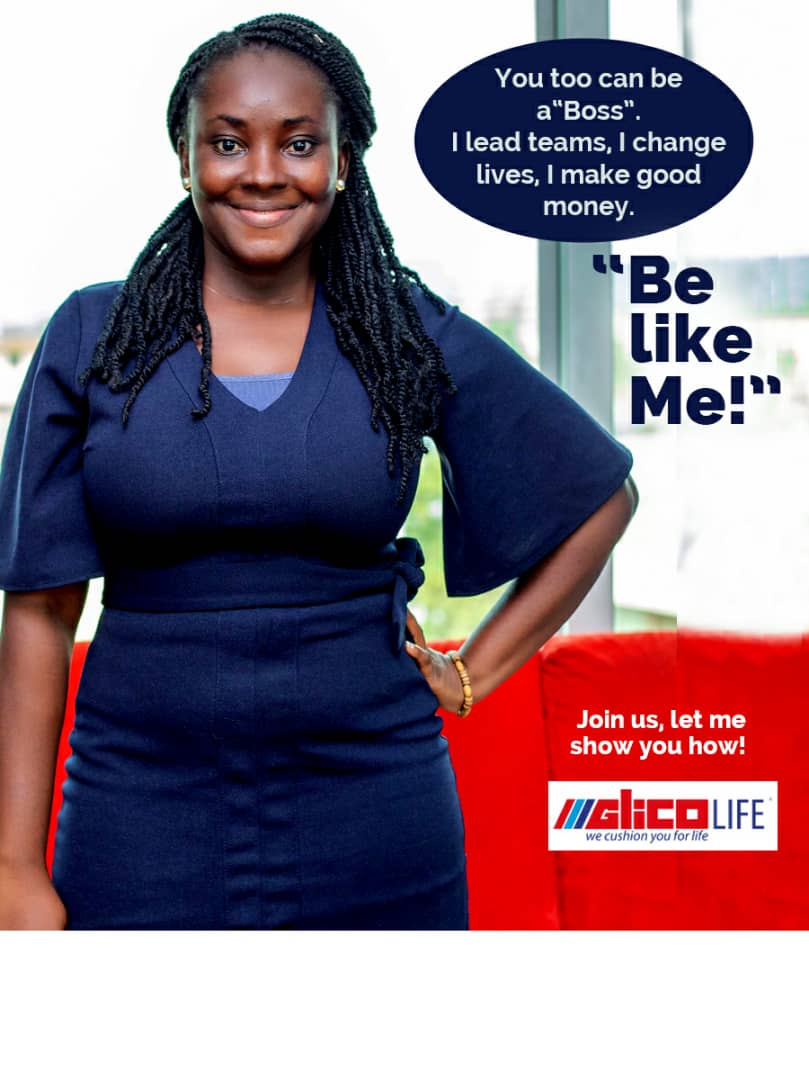 You too can be
a"Boss".
I lead teams, I change
lives, I make good
money.
“Be
like
Me!”
Join us, let me
show you how!
GLICO LIFE
we cushion you for life